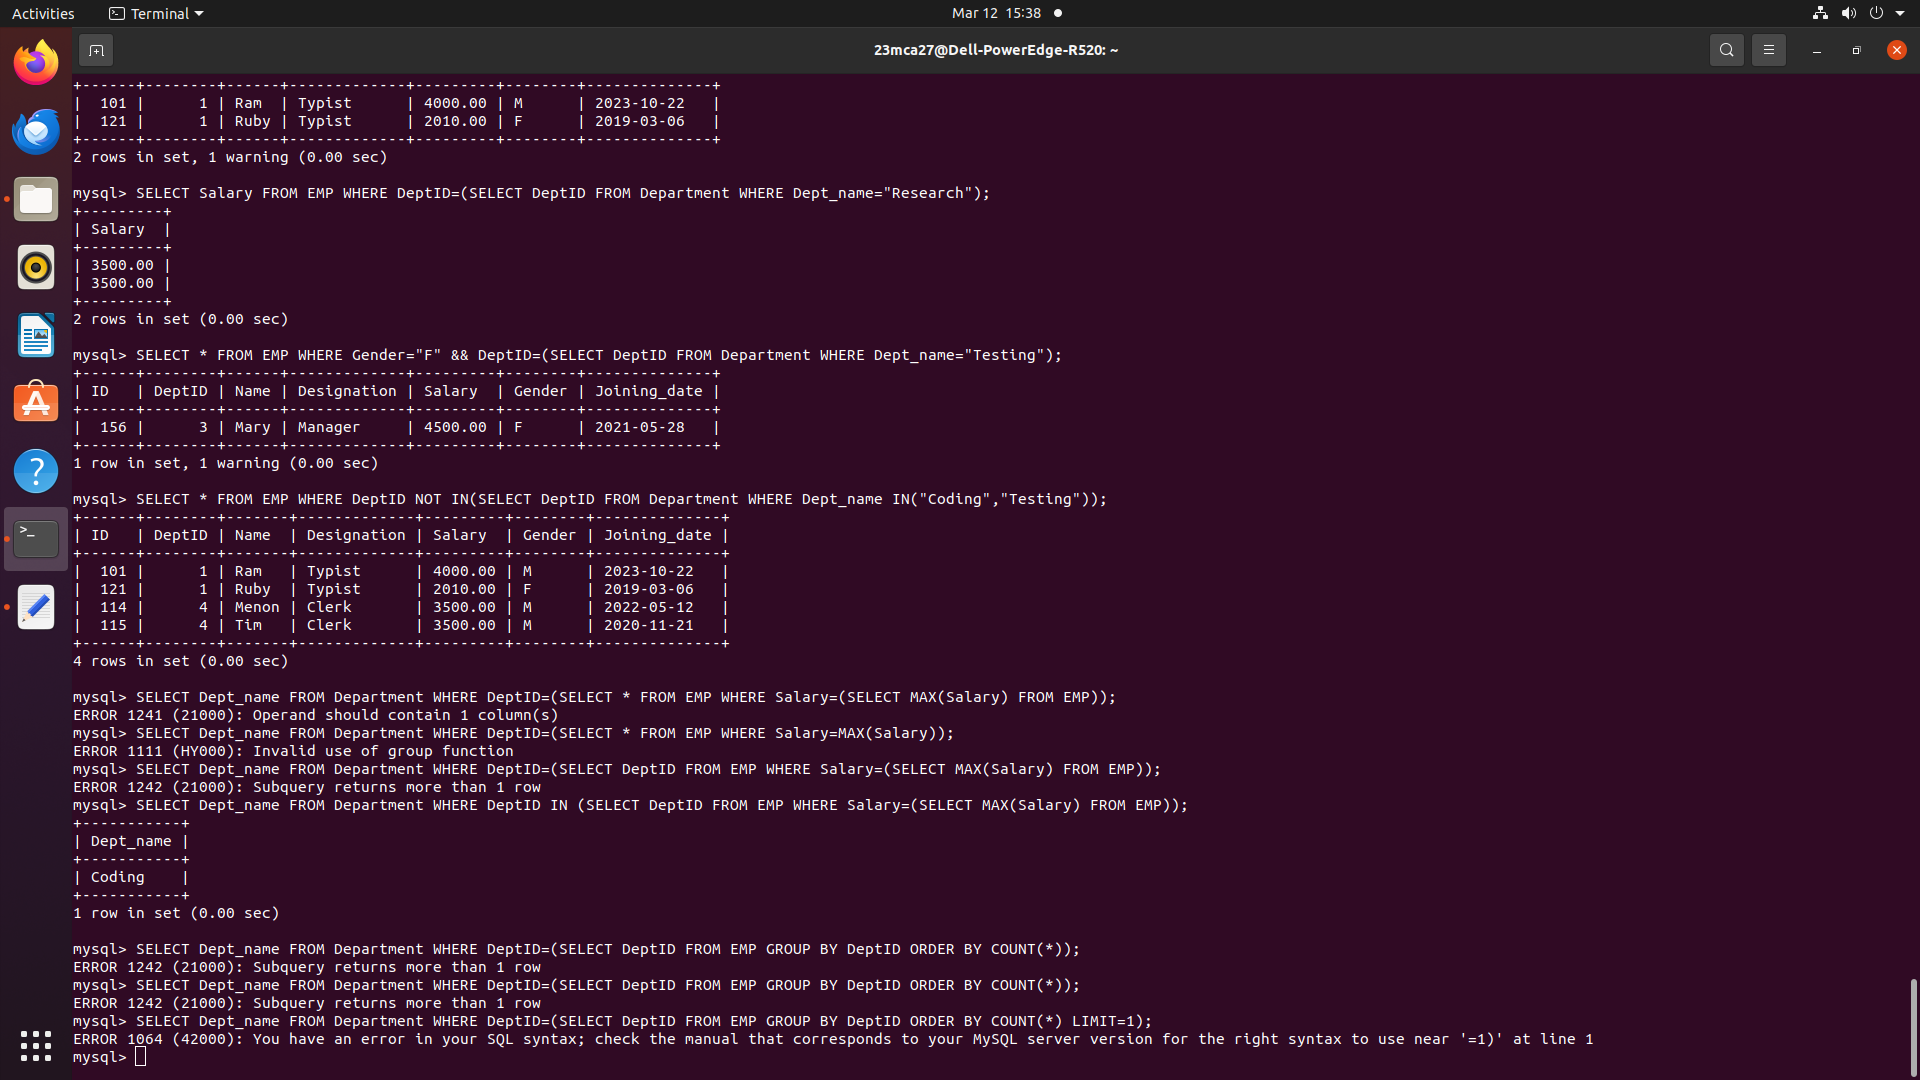 Activities Terminal Mar 12 15:38
23mca27@Dell-PowerEdge-R520: ~
+------+--------+------+-------------+---------+--------+--------------+
|  101 |      1 | Ram  | Typist      | 4000.00 | M      | 2023-10-22   |
|  121 |      1 | Ruby | Typist      | 2010.00 | F      | 2019-03-06   |
+------+--------+------+-------------+---------+--------+--------------+
2 rows in set, 1 warning (0.00 sec)

mysql> SELECT Salary FROM EMP WHERE DeptID=(SELECT DeptID FROM Department WHERE Dept_name="Research");
+---------+
| Salary  |
+---------+
| 3500.00 |
| 3500.00 |
+---------+
2 rows in set (0.00 sec)

mysql> SELECT * FROM EMP WHERE Gender="F" && DeptID=(SELECT DeptID FROM Department WHERE Dept_name="Testing");
+------+--------+------+-------------+---------+--------+--------------+
| ID   | DeptID | Name | Designation | Salary  | Gender | Joining_date |
+------+--------+------+-------------+---------+--------+--------------+
|  156 |      3 | Mary | Manager     | 4500.00 | F      | 2021-05-28   |
+------+--------+------+-------------+---------+--------+--------------+
1 row in set, 1 warning (0.00 sec)

mysql> SELECT * FROM EMP WHERE DeptID NOT IN(SELECT DeptID FROM Department WHERE Dept_name IN("Coding","Testing"));
+------+--------+-------+-------------+---------+--------+--------------+
| ID   | DeptID | Name  | Designation | Salary  | Gender | Joining_date |
+------+--------+-------+-------------+---------+--------+--------------+
|  101 |      1 | Ram   | Typist      | 4000.00 | M      | 2023-10-22   |
|  121 |      1 | Ruby  | Typist      | 2010.00 | F      | 2019-03-06   |
|  114 |      4 | Menon | Clerk       | 3500.00 | M      | 2022-05-12   |
|  115 |      4 | Tim   | Clerk       | 3500.00 | M      | 2020-11-21   |
+------+--------+-------+-------------+---------+--------+--------------+
4 rows in set (0.00 sec)

mysql> SELECT Dept_name FROM Department WHERE DeptID=(SELECT * FROM EMP WHERE Salary=(SELECT MAX(Salary) FROM EMP));
ERROR 1241 (21000): Operand should contain 1 column(s)
mysql> SELECT Dept_name FROM Department WHERE DeptID=(SELECT * FROM EMP WHERE Salary=MAX(Salary));
ERROR 1111 (HY000): Invalid use of group function
mysql> SELECT Dept_name FROM Department WHERE DeptID=(SELECT DeptID FROM EMP WHERE Salary=(SELECT MAX(Salary) FROM EMP));
ERROR 1242 (21000): Subquery returns more than 1 row
mysql> SELECT Dept_name FROM Department WHERE DeptID IN (SELECT DeptID FROM EMP WHERE Salary=(SELECT MAX(Salary) FROM EMP));
+-----------+
| Dept_name |
+-----------+
| Coding    |
+-----------+
1 row in set (0.00 sec)

mysql> SELECT Dept_name FROM Department WHERE DeptID=(SELECT DeptID FROM EMP GROUP BY DeptID ORDER BY COUNT(*));
ERROR 1242 (21000): Subquery returns more than 1 row
mysql> SELECT Dept_name FROM Department WHERE DeptID=(SELECT DeptID FROM EMP GROUP BY DeptID ORDER BY COUNT(*));
ERROR 1242 (21000): Subquery returns more than 1 row
mysql> SELECT Dept_name FROM Department WHERE DeptID=(SELECT DeptID FROM EMP GROUP BY DeptID ORDER BY COUNT(*) LIMIT=1);
ERROR 1064 (42000): You have an error in your SQL syntax; check the manual that corresponds to your MySQL server version for the right syntax to use near '=1)' at line 1
mysql>